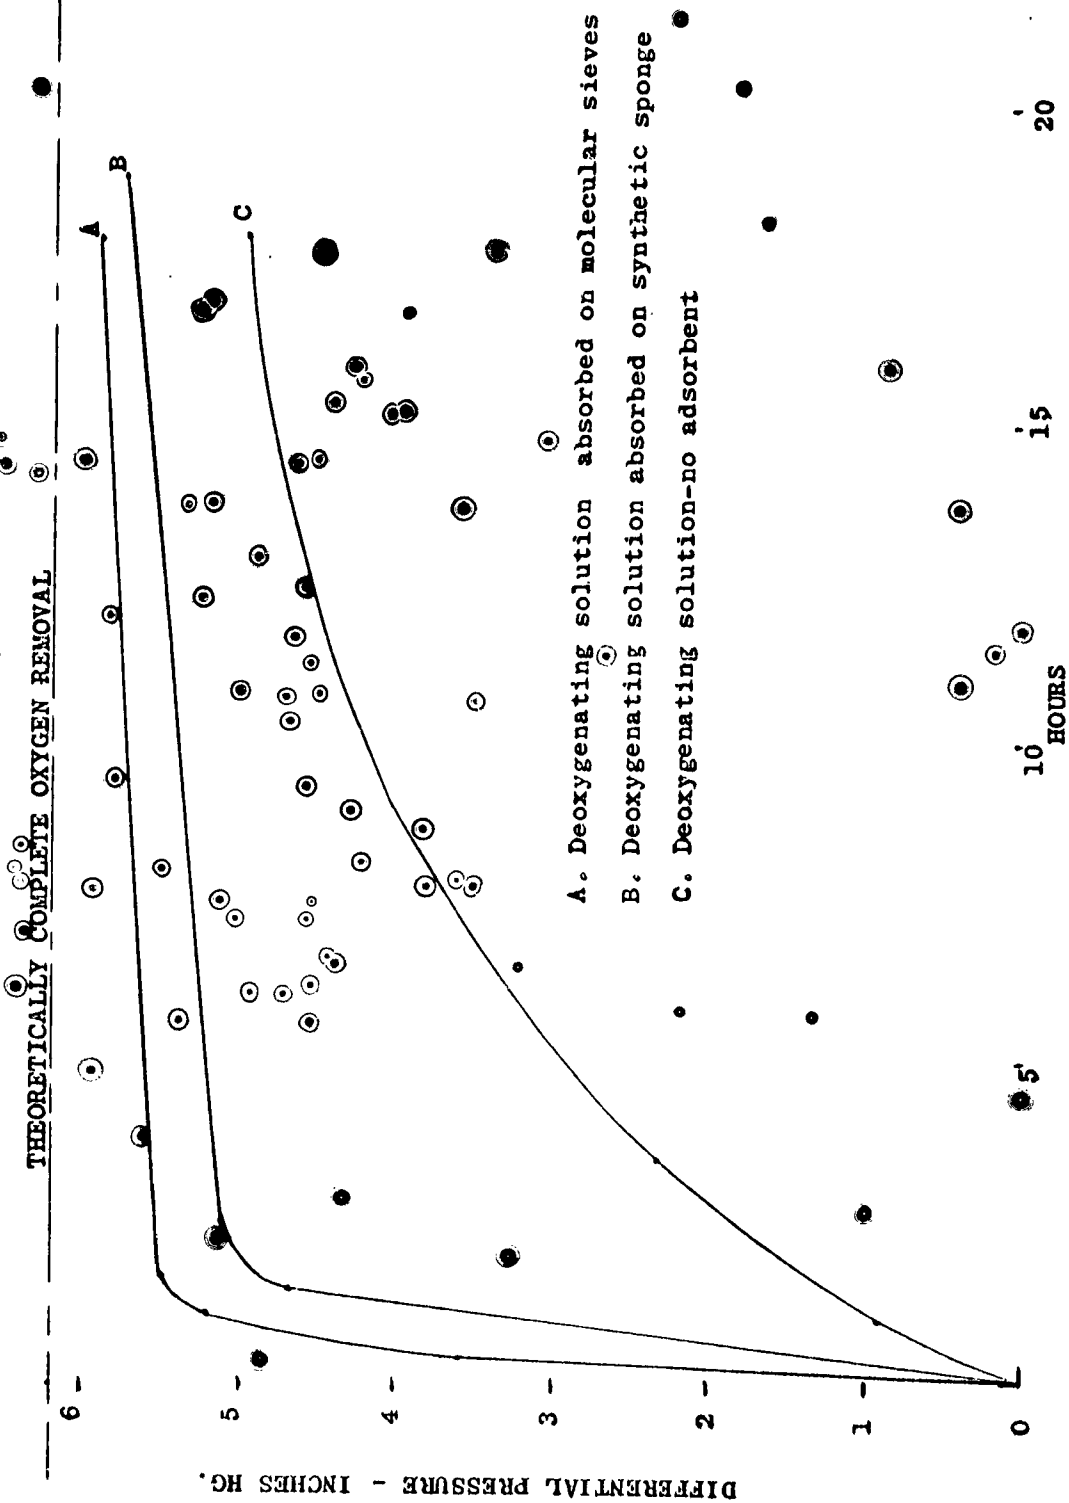 THEORETICALLY COMPLETE OXYGEN REMOVAL
A
B
C
6
5
4
3
2
1
0
DIFFERENTIAL PRESSURE - INCHES HG.
A. Deoxygenating solution absorbed on molecular sieves
B. Deoxygenating solution absorbed on synthetic sponge
C. Deoxygenating solution-no adsorbent
5
10
15
20
HOURS